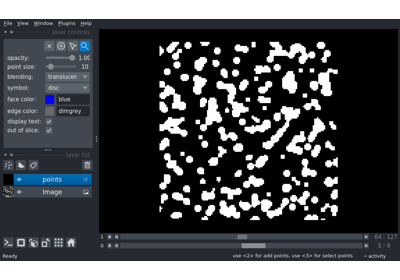 File View Window Plugins Help
layer controls
opacity: 1.00
point size: 10
blending: translucen
symbol: disc
face color: blue
edge color: dimgrey
display text:
out of slice:
layer list
points
Image
1 64 127
0 5 9
Ready use <2> for add points, use <3> for select points activity